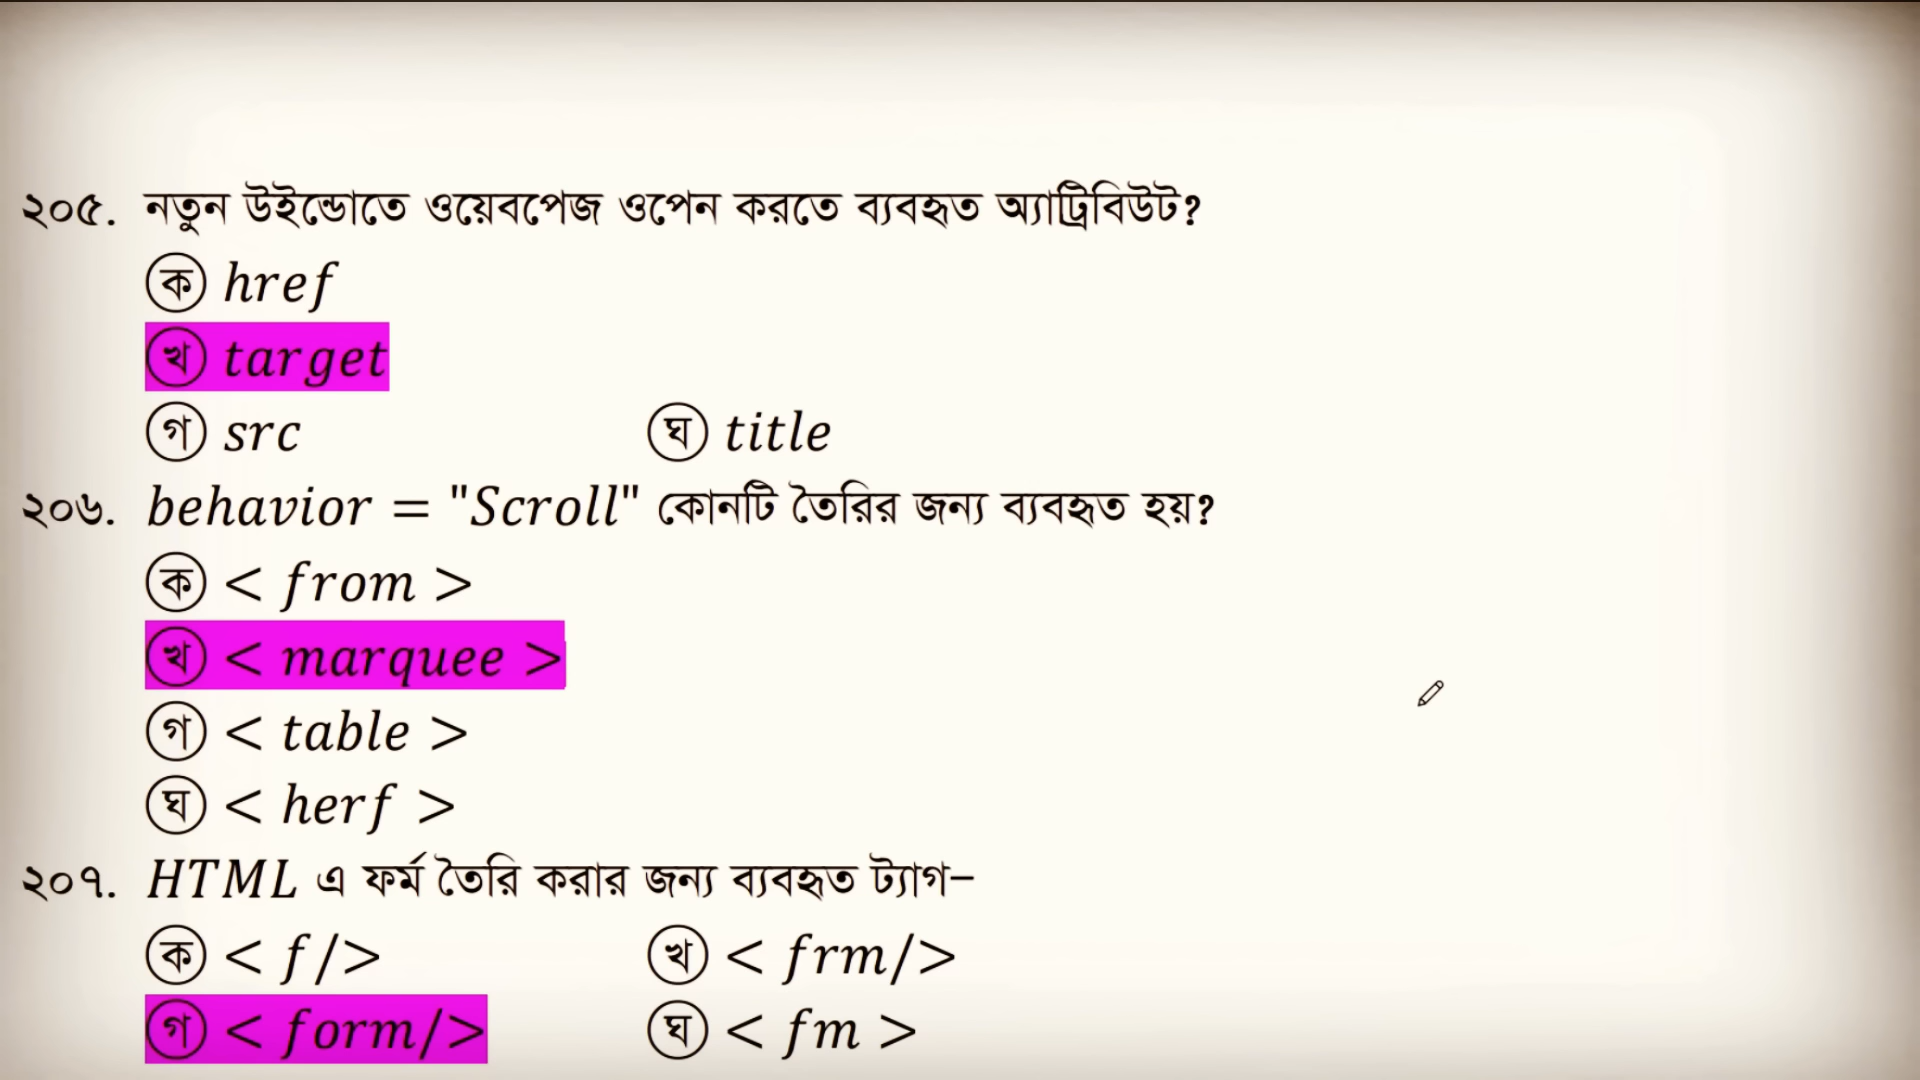 ২০৫. নতুন উইন্ডোতে ওয়েবপেজ ওপেন করতে ব্যবহৃত অ্যাট্রিবিউট?
ক href
খ target
গ src ঘ title
২০৬. behavior = "Scroll" কোনটি তৈরির জন্য ব্যবহৃত হয়?
ক < from >
খ < marquee >
গ < table >
ঘ < herf >
২০৭. HTML এ ফর্ম তৈরি করার জন্য ব্যবহৃত ট্যাগ–
ক < f/> খ < frm/>
গ < form/> ঘ < fm >